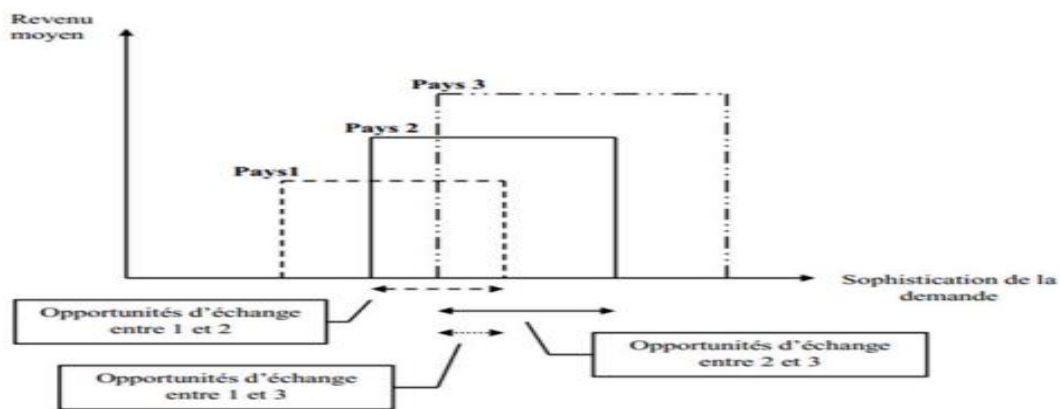 Revenu
moyen
Pays 3
Pays 2
Pays1
Sophistication de la
demande
Opportunités d'échange
entre 1 et 2
Opportunités d'échange
entre 2 et 3
Opportunités d'échange
entre 1 et 3